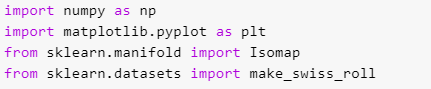 import numpy as np
import matplotlib.pyplot as plt
from sklearn.manifold import Isomap
from sklearn.datasets import make_swiss_roll